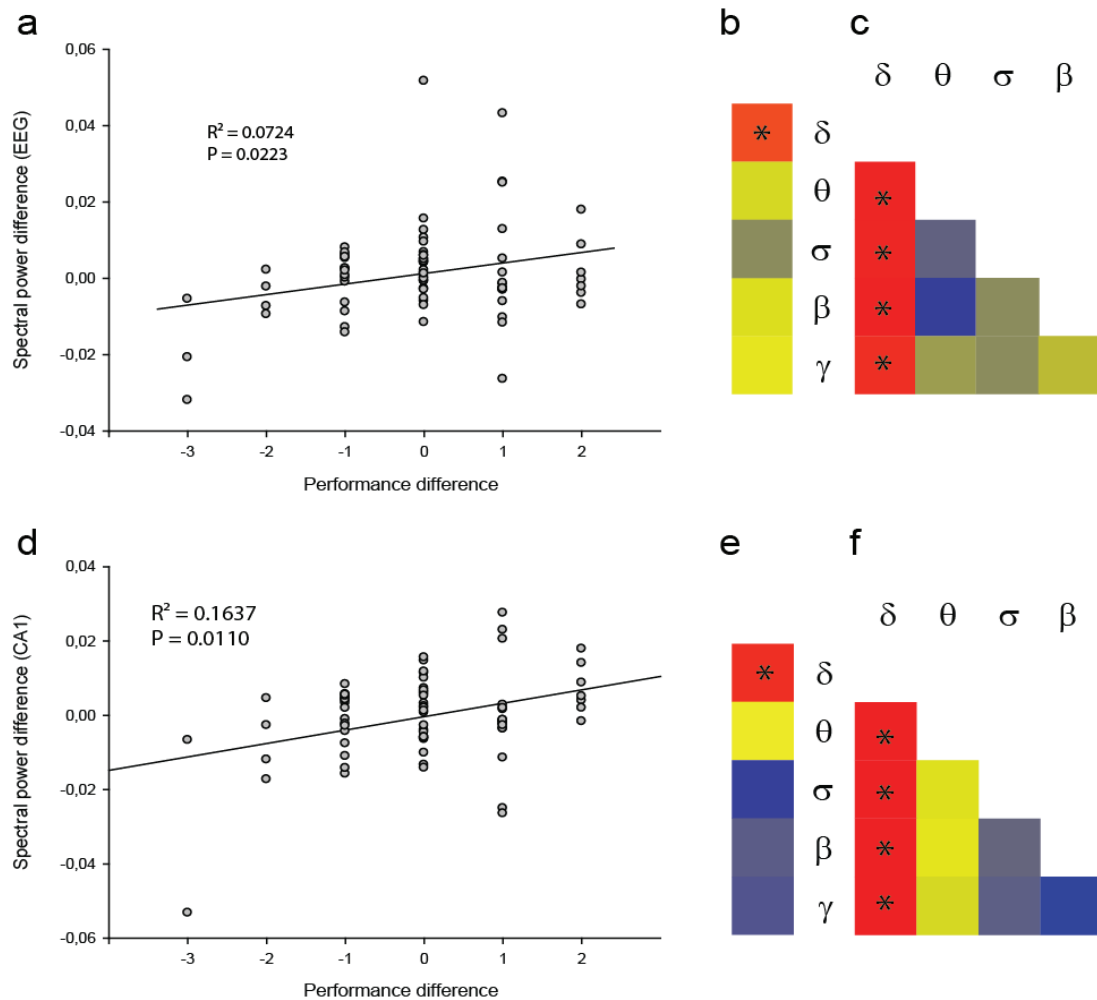 a
0,06
0,04
0,02
0,00
-0,02
-0,04
Spectral power difference (EEG)
R² = 0.0724
P = 0.0223
-3 -2 -1 0 1 2
Performance difference
b
* δ
θ
σ
β
γ
c
δ θ σ β
*
*
*
*
d
0,04
0,02
0,00
-0,02
-0,04
-0,06
Spectral power difference (CA1)
R² = 0.1637
P = 0.0110
-3 -2 -1 0 1 2
Performance difference
e
* δ
θ
σ
β
γ
f
δ θ σ β
*
*
*
*